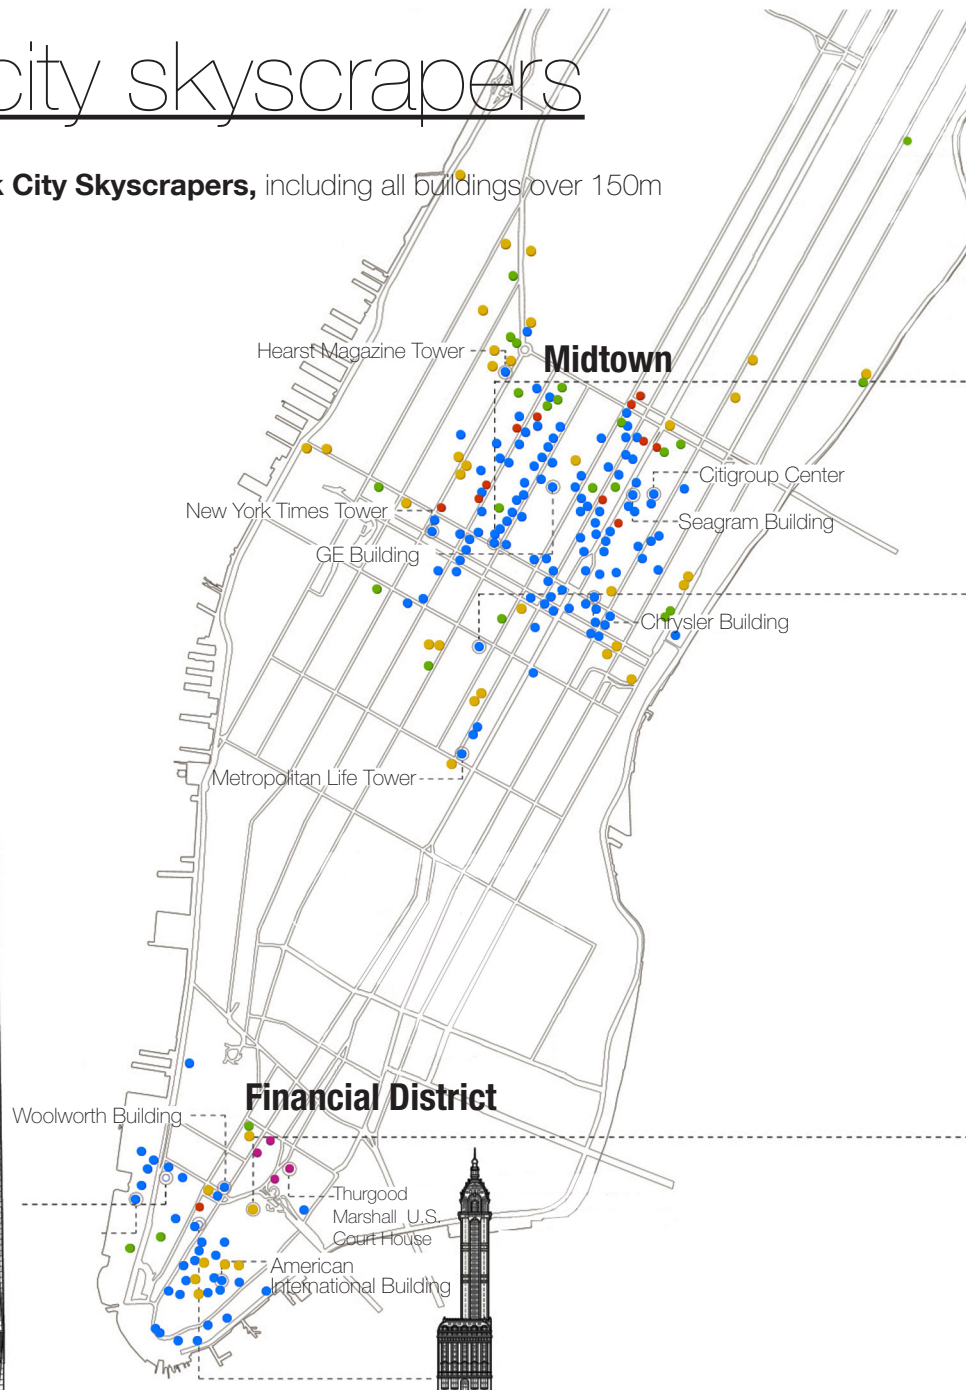 city skyscrapers
City Skyscrapers, including all buildings over 150m
Hearst Magazine Tower
Midtown
Citigroup Center
New York Times Tower
Seagram Building
GE Building
Chrysler Building
Metropolitan Life Tower
Financial District
Woolworth Building
Thurgood
Marshall U.S.
Court House
American
International Building